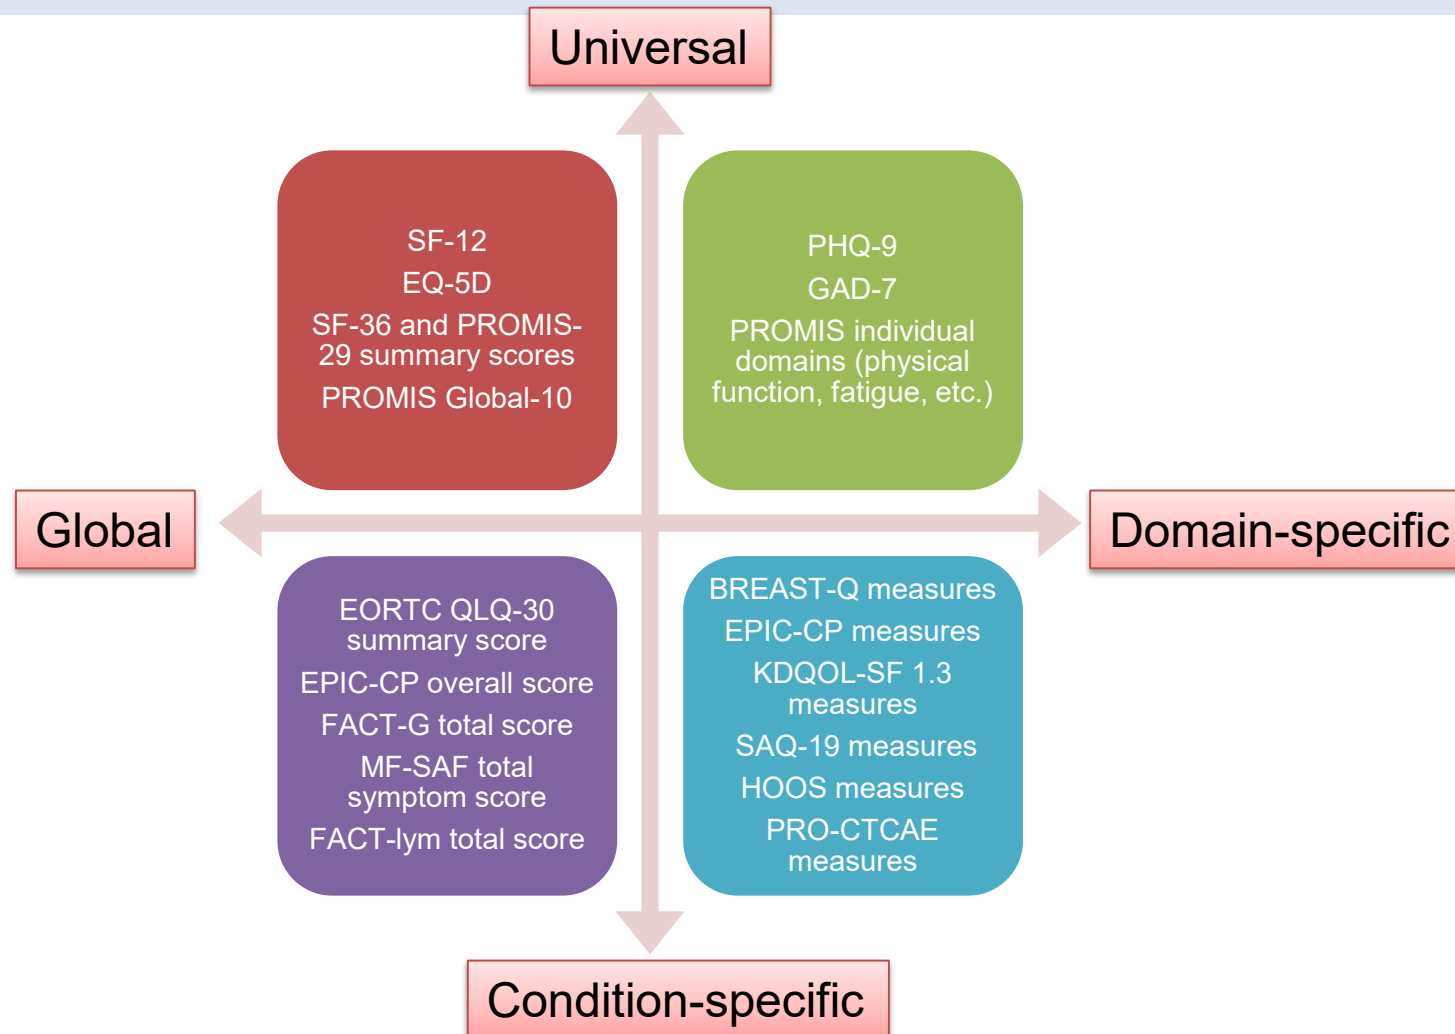 Universal
SF-12
EQ-5D
SF-36 and PROMIS-
29 summary scores
PROMIS Global-10
PHQ-9
GAD-7
PROMIS individual
domains (physical
function, fatigue, etc.)
Global
Domain-specific
EORTC QLQ-30
summary score
EPIC-CP overall score
FACT-G total score
MF-SAF total
symptom score
FACT-lym total score
BREAST-Q measures
EPIC-CP measures
KDQOL-SF 1.3
measures
SAQ-19 measures
HOOS measures
PRO-CTCAE
measures
Condition-specific